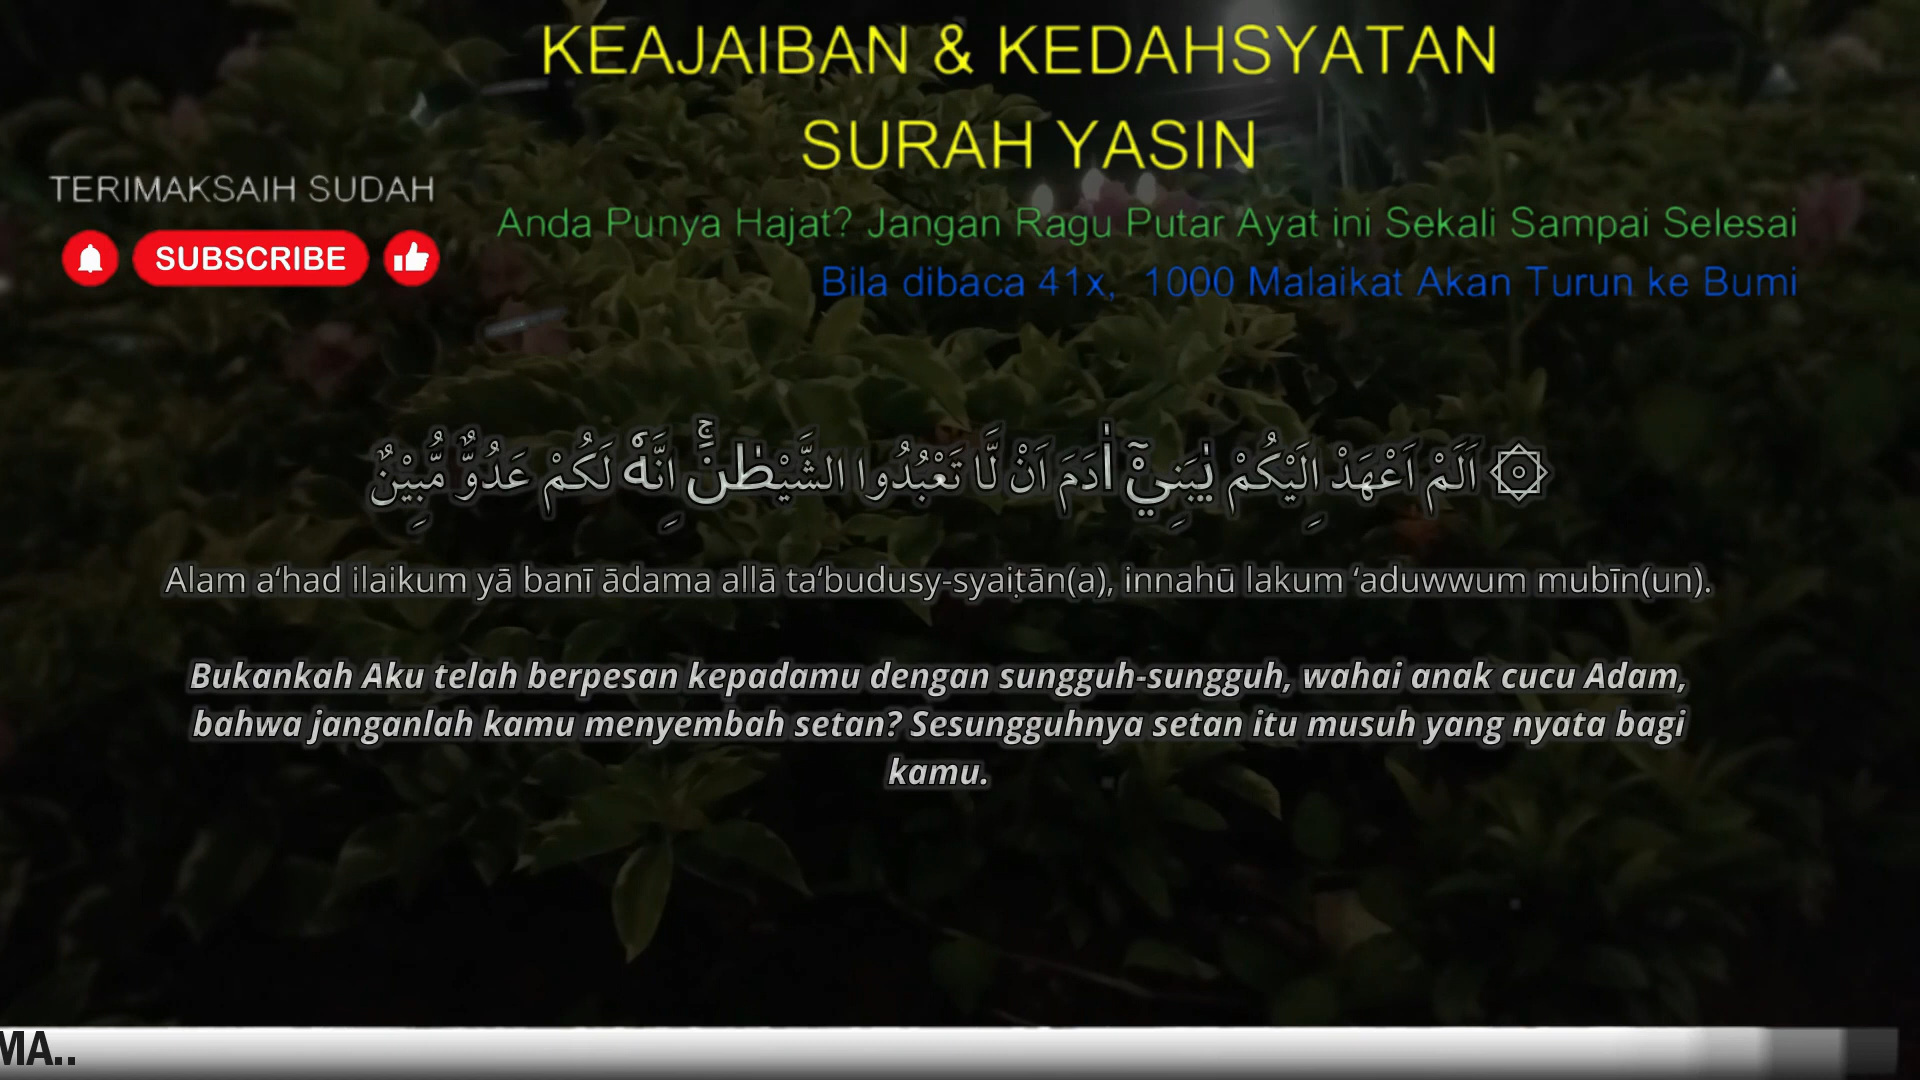 KEAJAIBAN & KEDAHSYATAN
SURAH YASIN
TERIMAKSAIH SUDAH
SUBSCRIBE
Anda Punya Hajat? Jangan Ragu Putar Ayat ini Sekali Sampai Selesai
Bila dibaca 41x, 1000 Malaikat Akan Turun ke Bumi
۞ اَلَمْ اَعْهَدْ اِلَيْكُمْ يٰبَنِيْٓ اٰدَمَ اَنْ لَّا تَعْبُدُوا الشَّيْطٰنَۚ اِنَّهٗ لَكُمْ عَدُوٌّ مُّبِيْنٌ
Alam a‘had ilaikum yā banī ādama allā ta‘budusy-syaiṭān(a), innahū lakum ‘aduwwum mubīn(un).
Bukankah Aku telah berpesan kepadamu dengan sungguh-sungguh, wahai anak cucu Adam,
bahwa janganlah kamu menyembah setan? Sesungguhnya setan itu musuh yang nyata bagi
kamu.
MA..